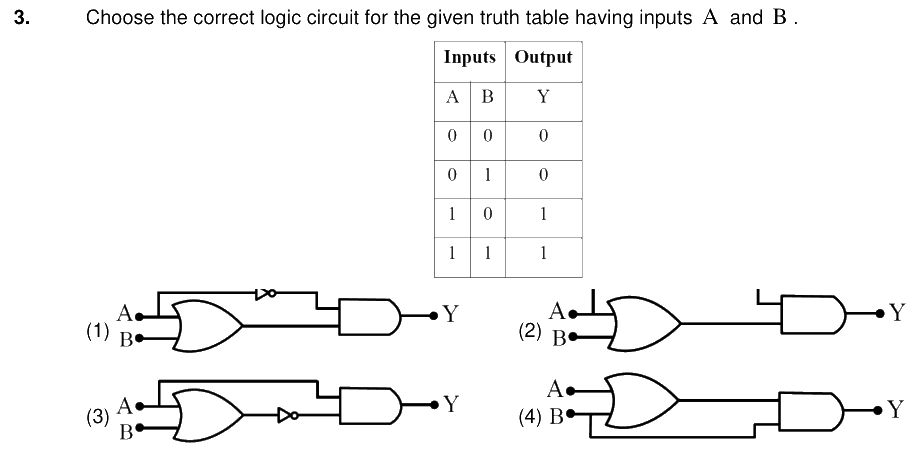 3. Choose the correct logic circuit for the given truth table having inputs A and B .
Inputs Output
A B Y
0 0 0
0 1 0
1 0 1
1 1 1
(1) A B Y
(2) A B Y
(3) A B Y
(4) A B Y